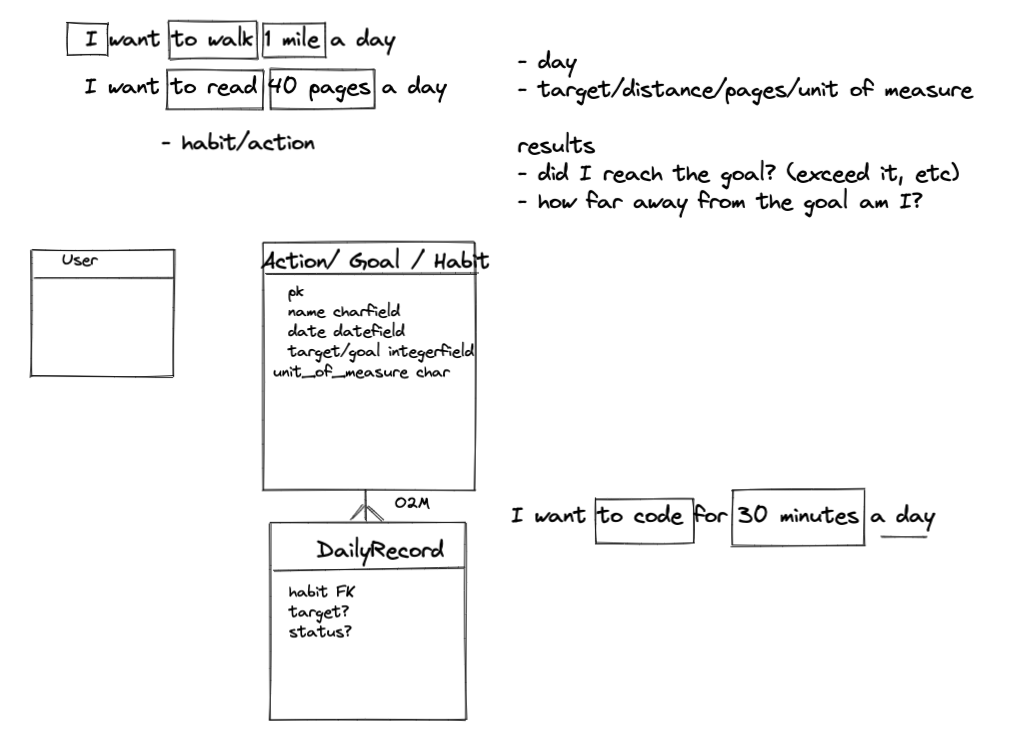 I want to walk 1 mile a day
I want to read 40 pages a day
- habit/action
- day
- target/distance/pages/unit of measure
results
- did I reach the goal? (exceed it, etc)
- how far away from the goal am I?
User
Action/ Goal / Habit
pk
name charfield
date datefield
target/goal integerfield
unit_of_measure char
O2M
DailyRecord
habit FK
target?
status?
I want to code for 30 minutes a day